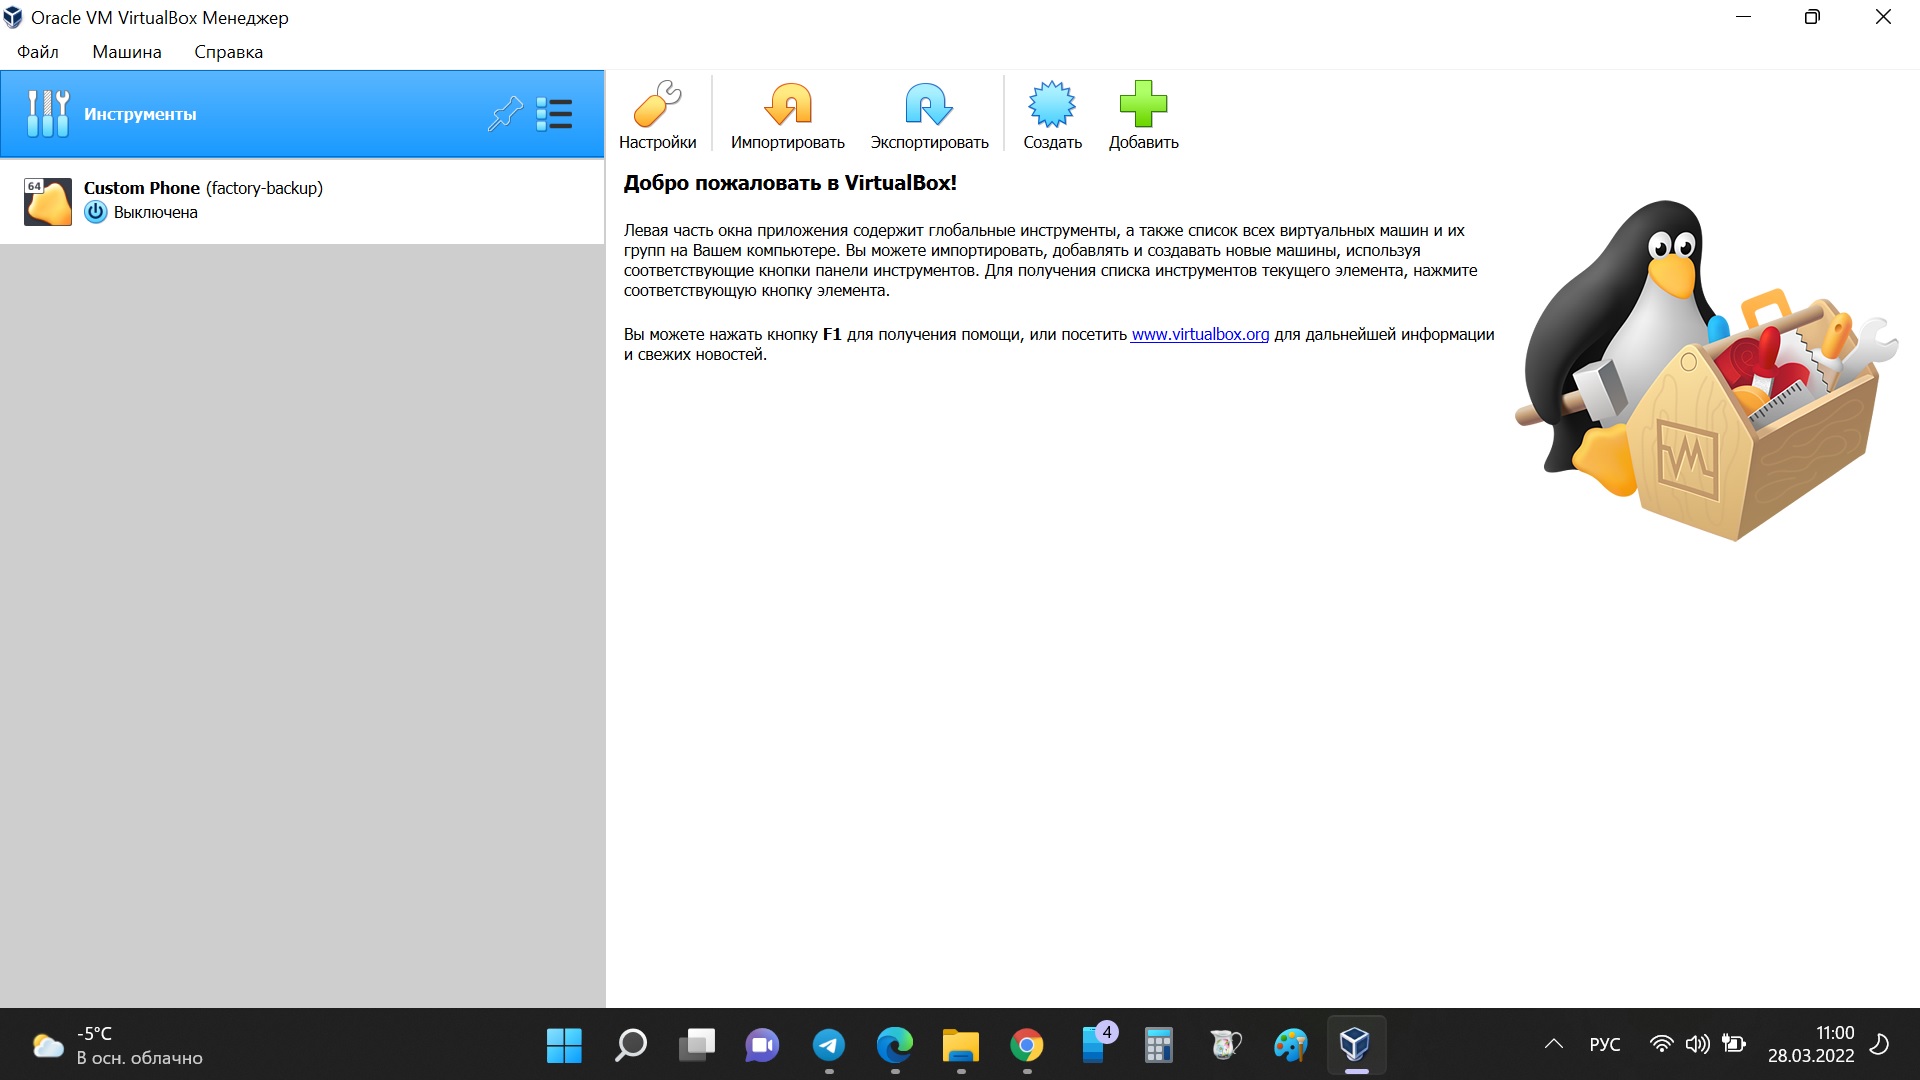 Oracle VM VirtualBox Менеджер
Файл Машина Справка
Инструменты
Настройки Импортировать Экспортировать Создать Добавить
64
Custom Phone (factory-backup)
Выключена
Добро пожаловать в VirtualBox!
Левая часть окна приложения содержит глобальные инструменты, а также список всех виртуальных машин и их
групп на Вашем компьютере. Вы можете импортировать, добавлять и создавать новые машины, используя
соответствующие кнопки панели инструментов. Для получения списка инструментов текущего элемента, нажмите
соответствующую кнопку элемента.
Вы можете нажать кнопку F1 для получения помощи, или посетить www.virtualbox.org для дальнейшей информации
и свежих новостей.
-5°C
В осн. облачно
4
РУС
11:00
28.03.2022